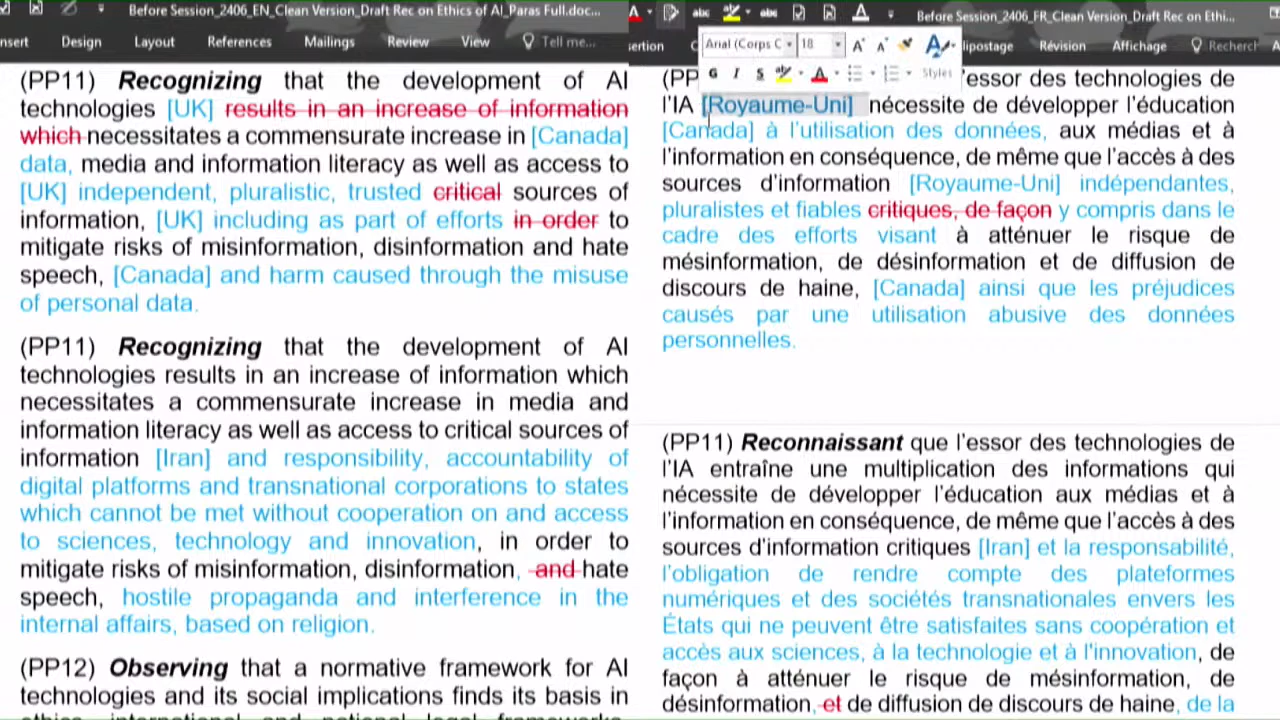 Before Session_2406_EN_Clean Version_Draft Rec on Ethics of AI_Paras Full.doc...
nsert Design Layout References Mailings Review View Tell me...
(PP11) Recognizing that the development of AI
technologies [UK] results in an increase of information
which necessitates a commensurate increase in [Canada]
data, media and information literacy as well as access to
[UK] independent, pluralistic, trusted critical sources of
information, [UK] including as part of efforts in order to
mitigate risks of misinformation, disinformation and hate
speech, [Canada] and harm caused through the misuse
of personal data.
(PP11) Recognizing that the development of AI
technologies results in an increase of information which
necessitates a commensurate increase in media and
information literacy as well as access to critical sources of
information [Iran] and responsibility, accountability of
digital platforms and transnational corporations to states
which cannot be met without cooperation on and access
to sciences, technology and innovation, in order to
mitigate risks of misinformation, disinformation, and hate
speech, hostile propaganda and interference in the
internal affairs, based on religion.
(PP12) Observing that a normative framework for AI
technologies and its social implications finds its basis in
ethics, international and national legal frameworks,
Before Session_2406_FR_Clean Version_Draft Rec on Ethi...
sertion lipostage Révision Affichage Recherc
Arial (Corps C 18
G I S Styles
(PP 'essor des technologies de
l'IA [Royaume-Uni] nécessite de développer l'éducation
[Canada] à l'utilisation des données, aux médias et à
l'information en conséquence, de même que l'accès à des
sources d'information [Royaume-Uni] indépendantes,
pluralistes et fiables critiques, de façon y compris dans le
cadre des efforts visant à atténuer le risque de
mésinformation, de désinformation et de diffusion de
discours de haine, [Canada] ainsi que les préjudices
causés par une utilisation abusive des données
personnelles.
(PP11) Reconnaissant que l'essor des technologies de
l'IA entraîne une multiplication des informations qui
nécessite de développer l'éducation aux médias et à
l'information en conséquence, de même que l'accès à des
sources d'information critiques [Iran] et la responsabilité,
l'obligation de rendre compte des plateformes
numériques et des sociétés transnationales envers les
États qui ne peuvent être satisfaites sans coopération et
accès aux sciences, à la technologie et à l'innovation, de
façon à atténuer le risque de mésinformation, de
désinformation, et de diffusion de discours de haine, de la